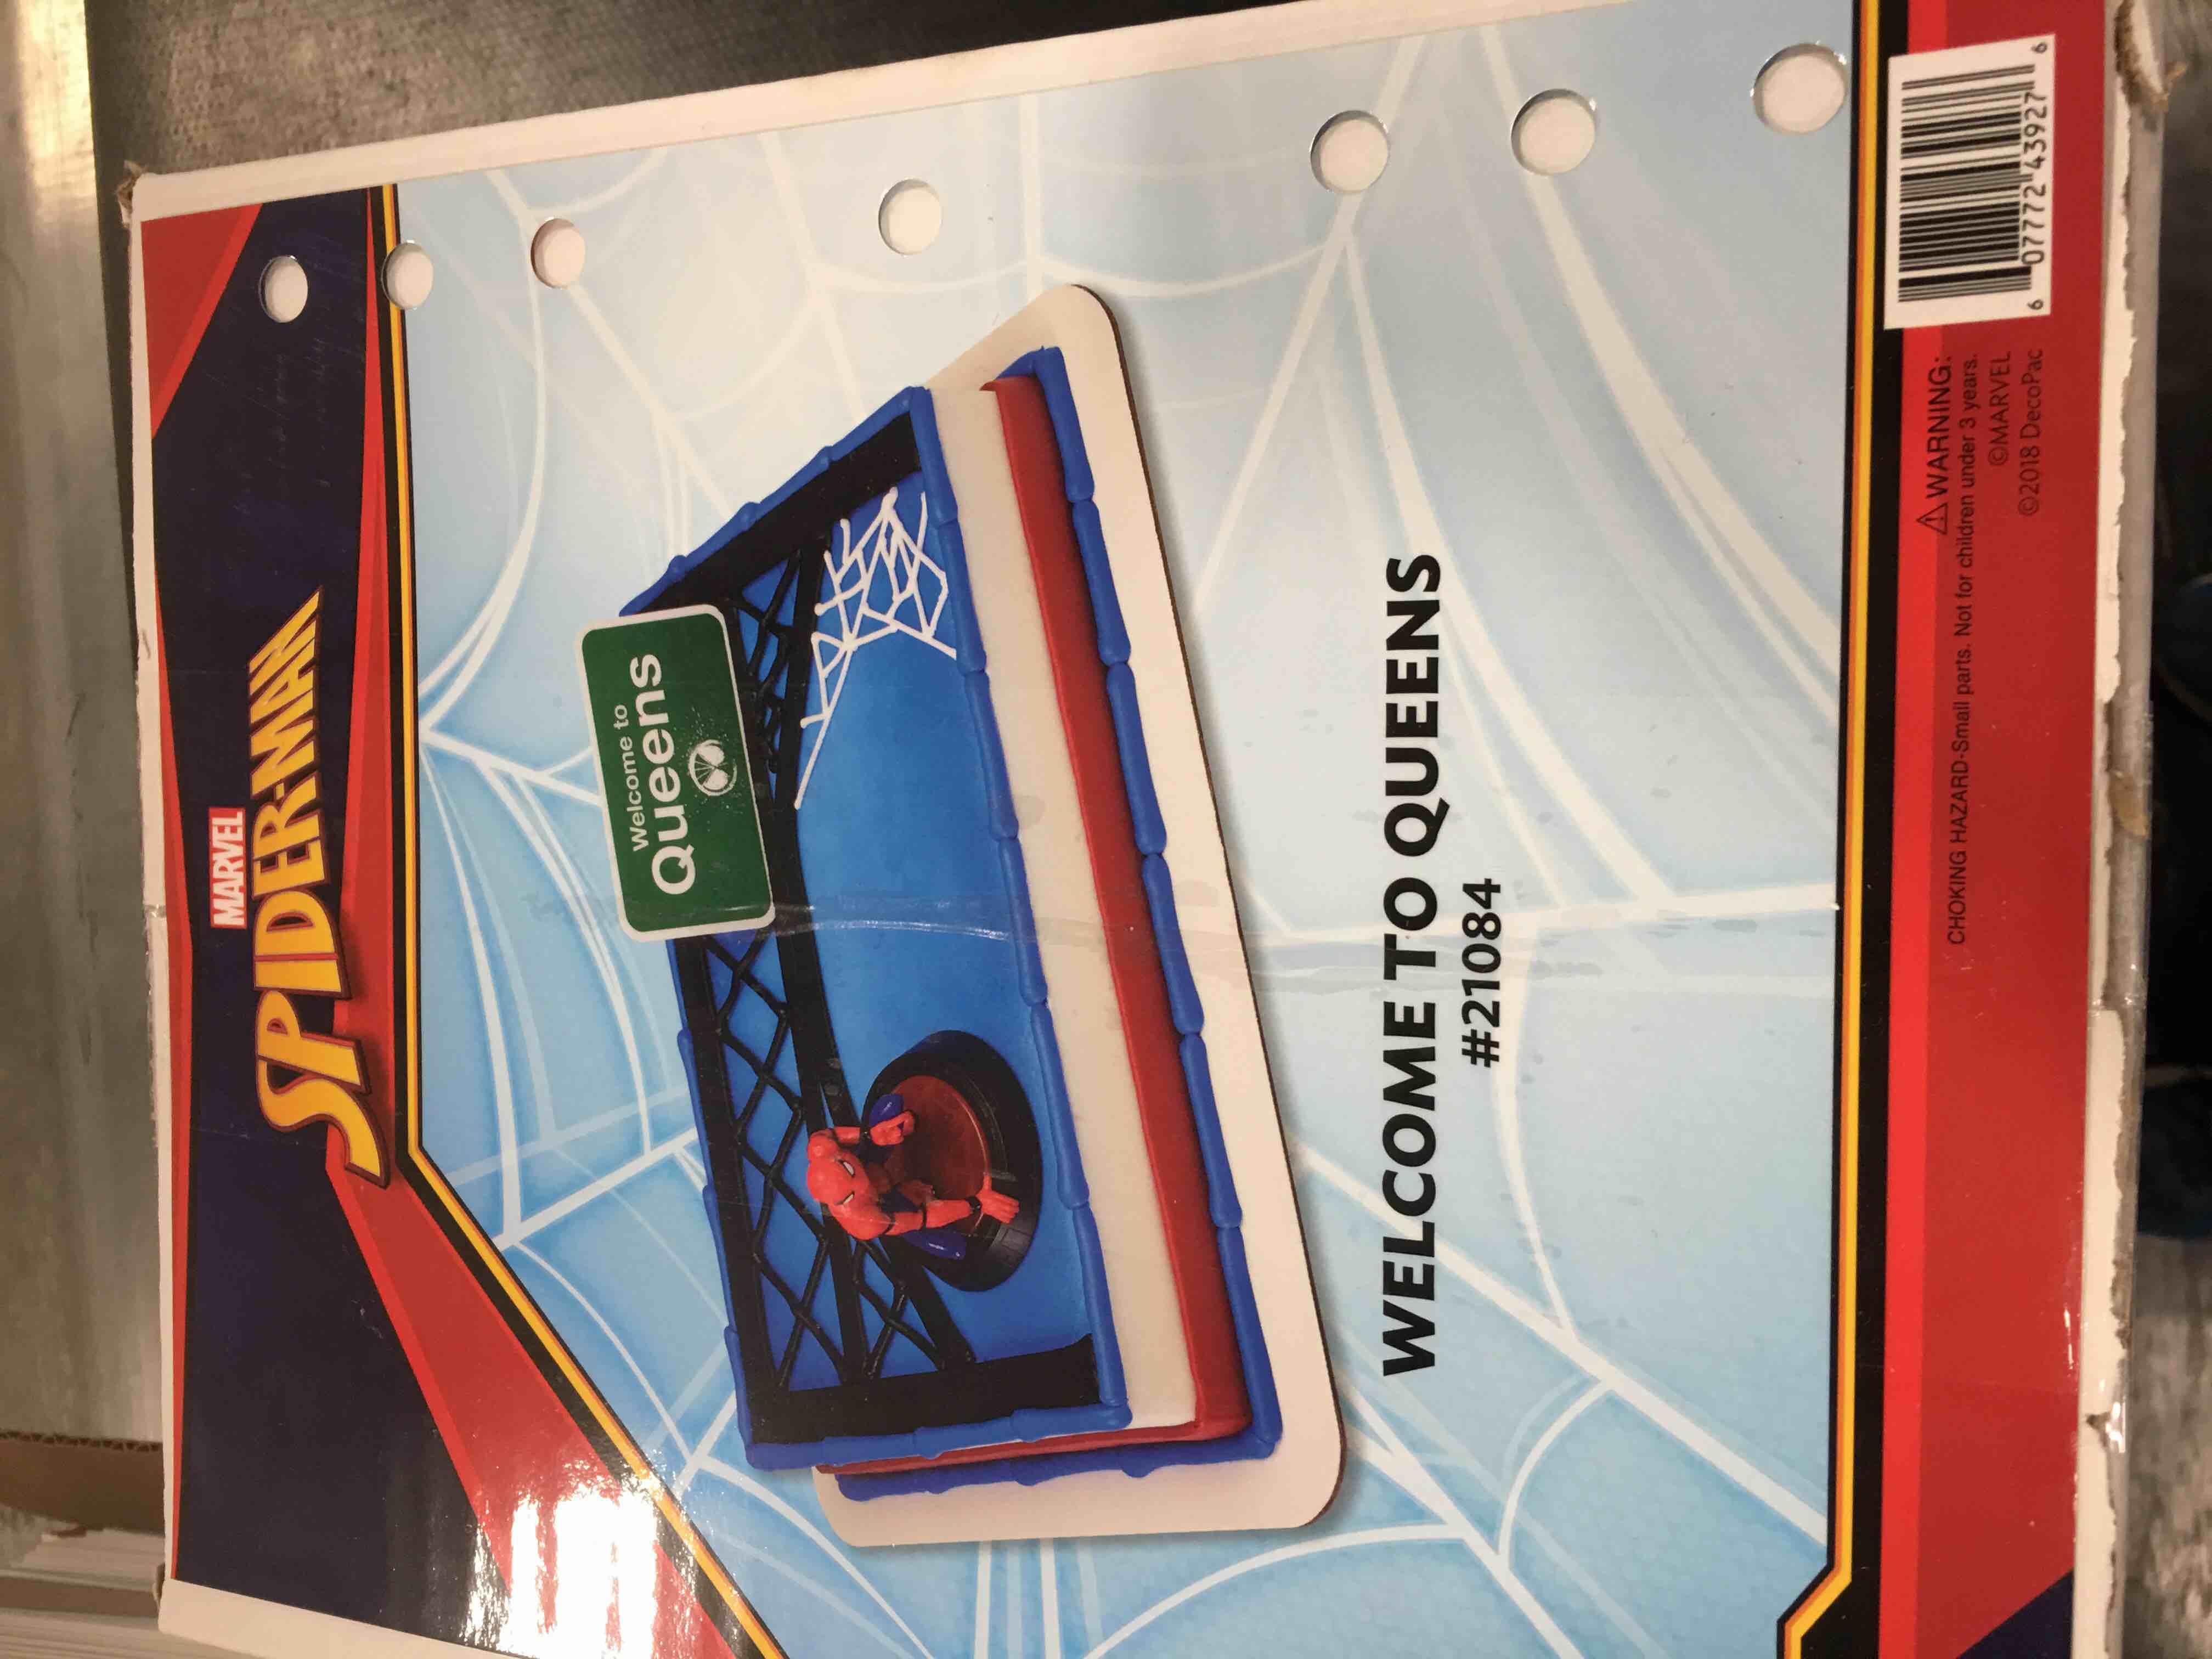 MARVEL
SPIDER-MAN
Welcome to
Queens
WELCOME TO QUEENS
#21084
⚠ WARNING:
CHOKING HAZARD-Small parts. Not for children under 3 years.
©MARVEL
©2018 DecoPac
6 07772 43927 6